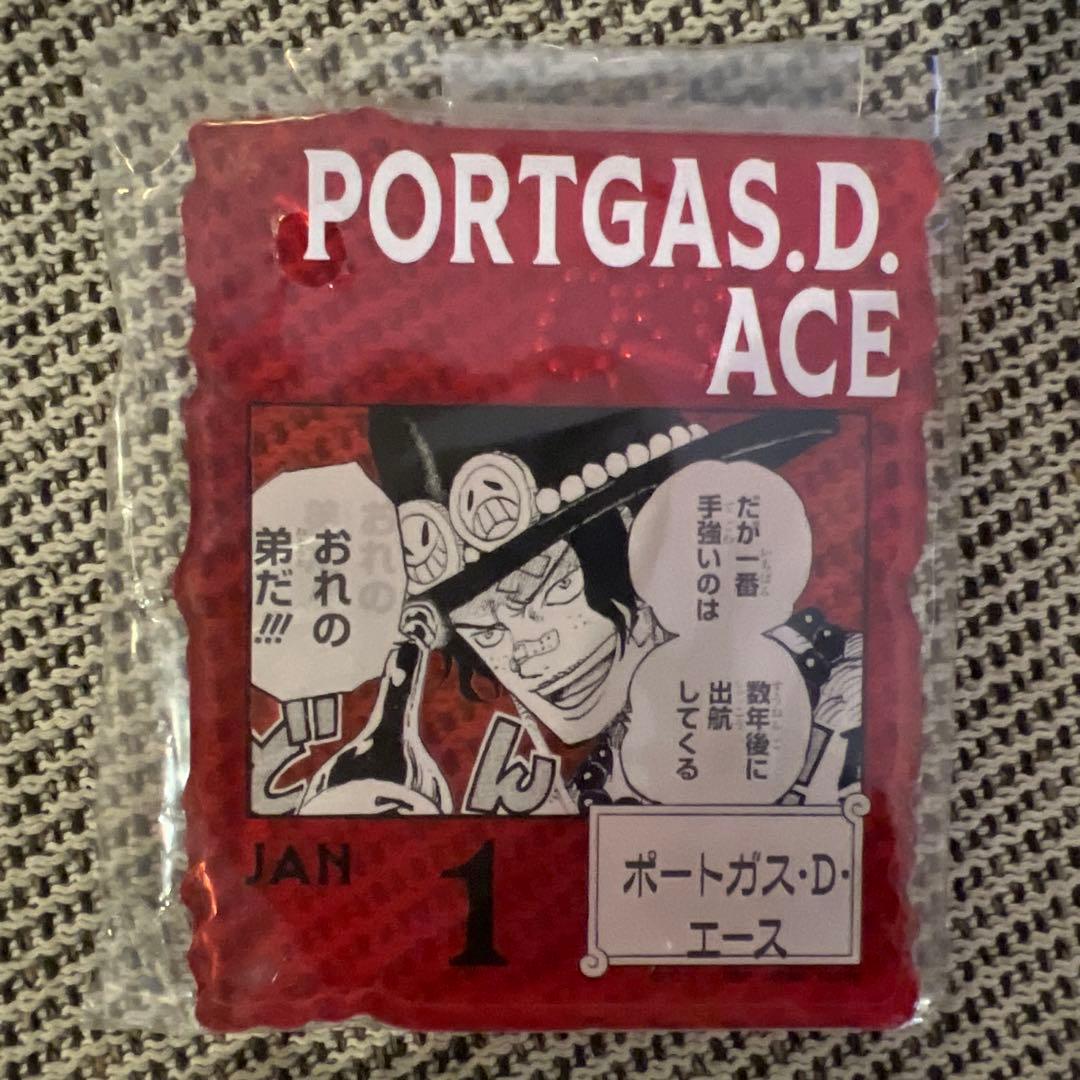 PORTGAS.D.
ACE
だが一番
手強いのは
数年後に
出航
してくる
おれの
弟だ!!!
どん
JAN
1
ポートガス・D・
エース